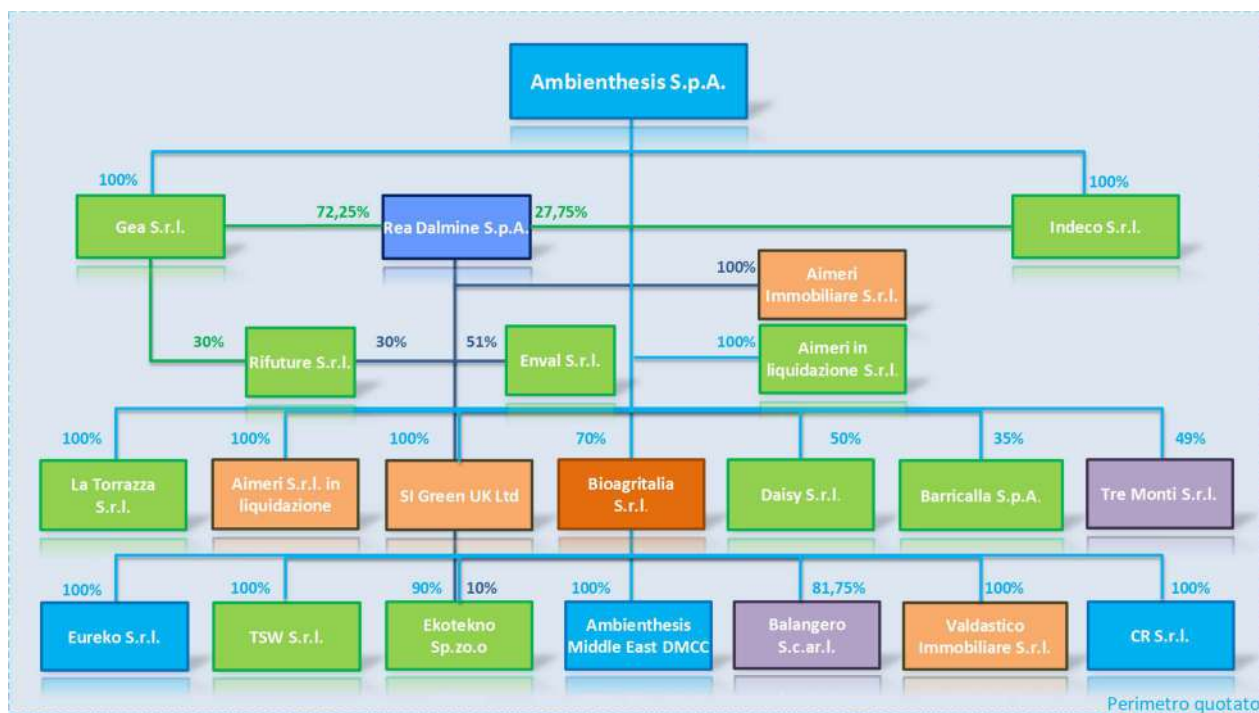 Ambienthesis S.p.A.
100%
100%
Gea S.r.l.
72,25%
Rea Dalmine S.p.A.
27,75%
Indeco S.r.l.
100%
Aimeri
Immobiliare S.r.l.
30%
Rifuture S.r.l.
30%
51%
Enval S.r.l.
100%
Aimeri in
liquidazione S.r.l.
100%
100%
100%
70%
50%
35%
49%
La Torrazza
S.r.l.
Aimeri S.r.l. in
liquidazione
SI Green UK Ltd
Bioagritalia
S.r.l.
Daisy S.r.l.
Barricalla S.p.A.
Tre Monti S.r.l.
100%
100%
90%
10%
100%
81,75%
100%
100%
Eureko S.r.l.
TSW S.r.l.
Ekotekno
Sp.zo.o
Ambienthesis
Middle East DMCC
Balangero
S.c.ar.l.
Valdastico
Immobiliare S.r.l.
CR S.r.l.
Perimetro quotato